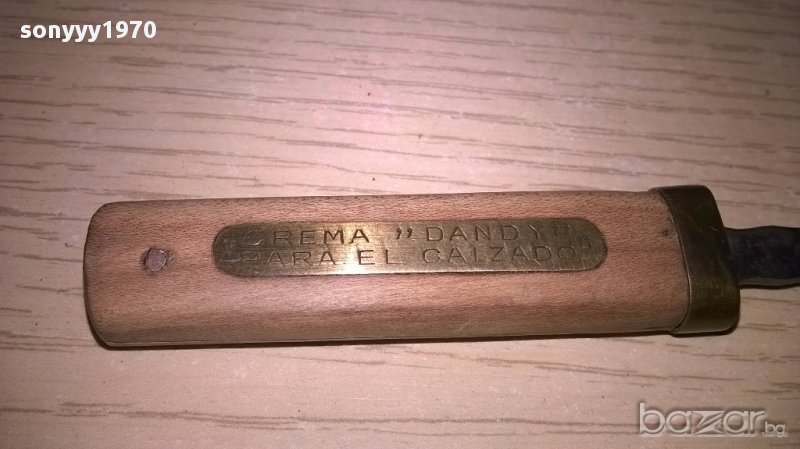 sonyyy1970
CREMA "DANDY"
PARA EL CALZADO
bazar.bg